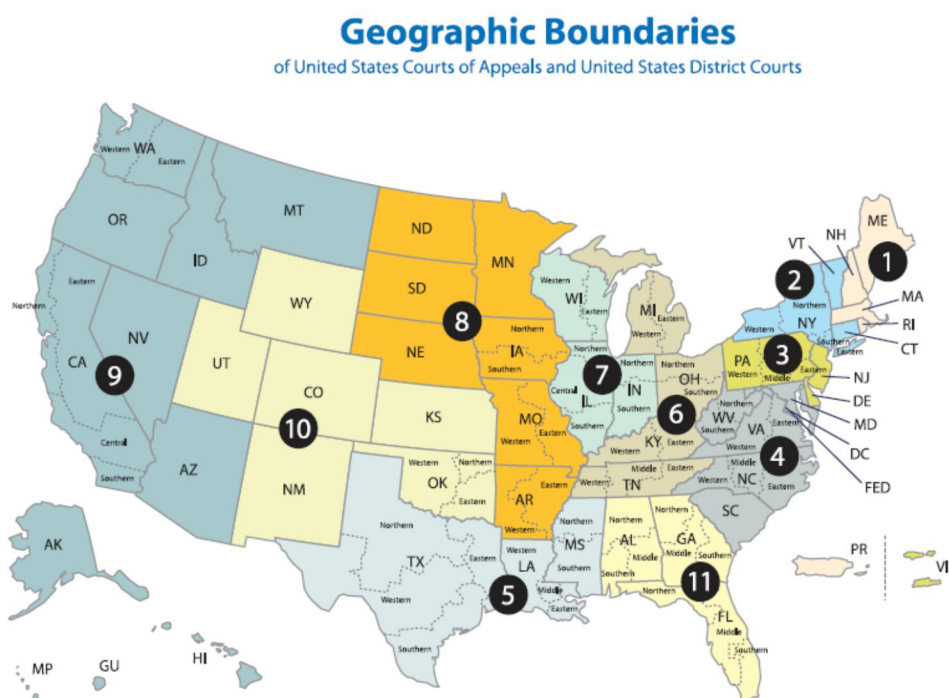 Geographic Boundaries
of United States Courts of Appeals and United States District Courts
Western WA
Eastern
OR
MT
ID
Eastern
Northern
NV
CA
9
Central
Southern
AZ
WY
UT
CO
10
KS
NM
Western
Northern
OK
Eastern
ND
MN
SD
8
NE
Northern
IA
Southern
MO
Western
Eastern
Eastern
AR
Western
Western
WI
Eastern
Northern
7
Central
IL
Southern
Northern
IN
Southern
MI
Eastern
Western
Northern
OH
Southern
6
KY
Western
Eastern
Middle
Eastern
Western
TN
VT
NH
ME
1
2
MA
Northern
NY
Western
RI
Southern
Eastern
CT
PA
3
Western
Middle
Eastern
NJ
DE
MD
DC
FED
Northern
WV
Southern
VA
Eastern
Western
4
Middle
Western
NC
Eastern
SC
Northern
TX
Eastern
Western
Southern
Western
LA
Middle
Eastern
5
Northern
MS
Southern
Northern
AL
Middle
Southern
Northern
GA
Middle
Southern
11
Northern
FL
Middle
Southern
PR
VI
AK
HI
MP
GU